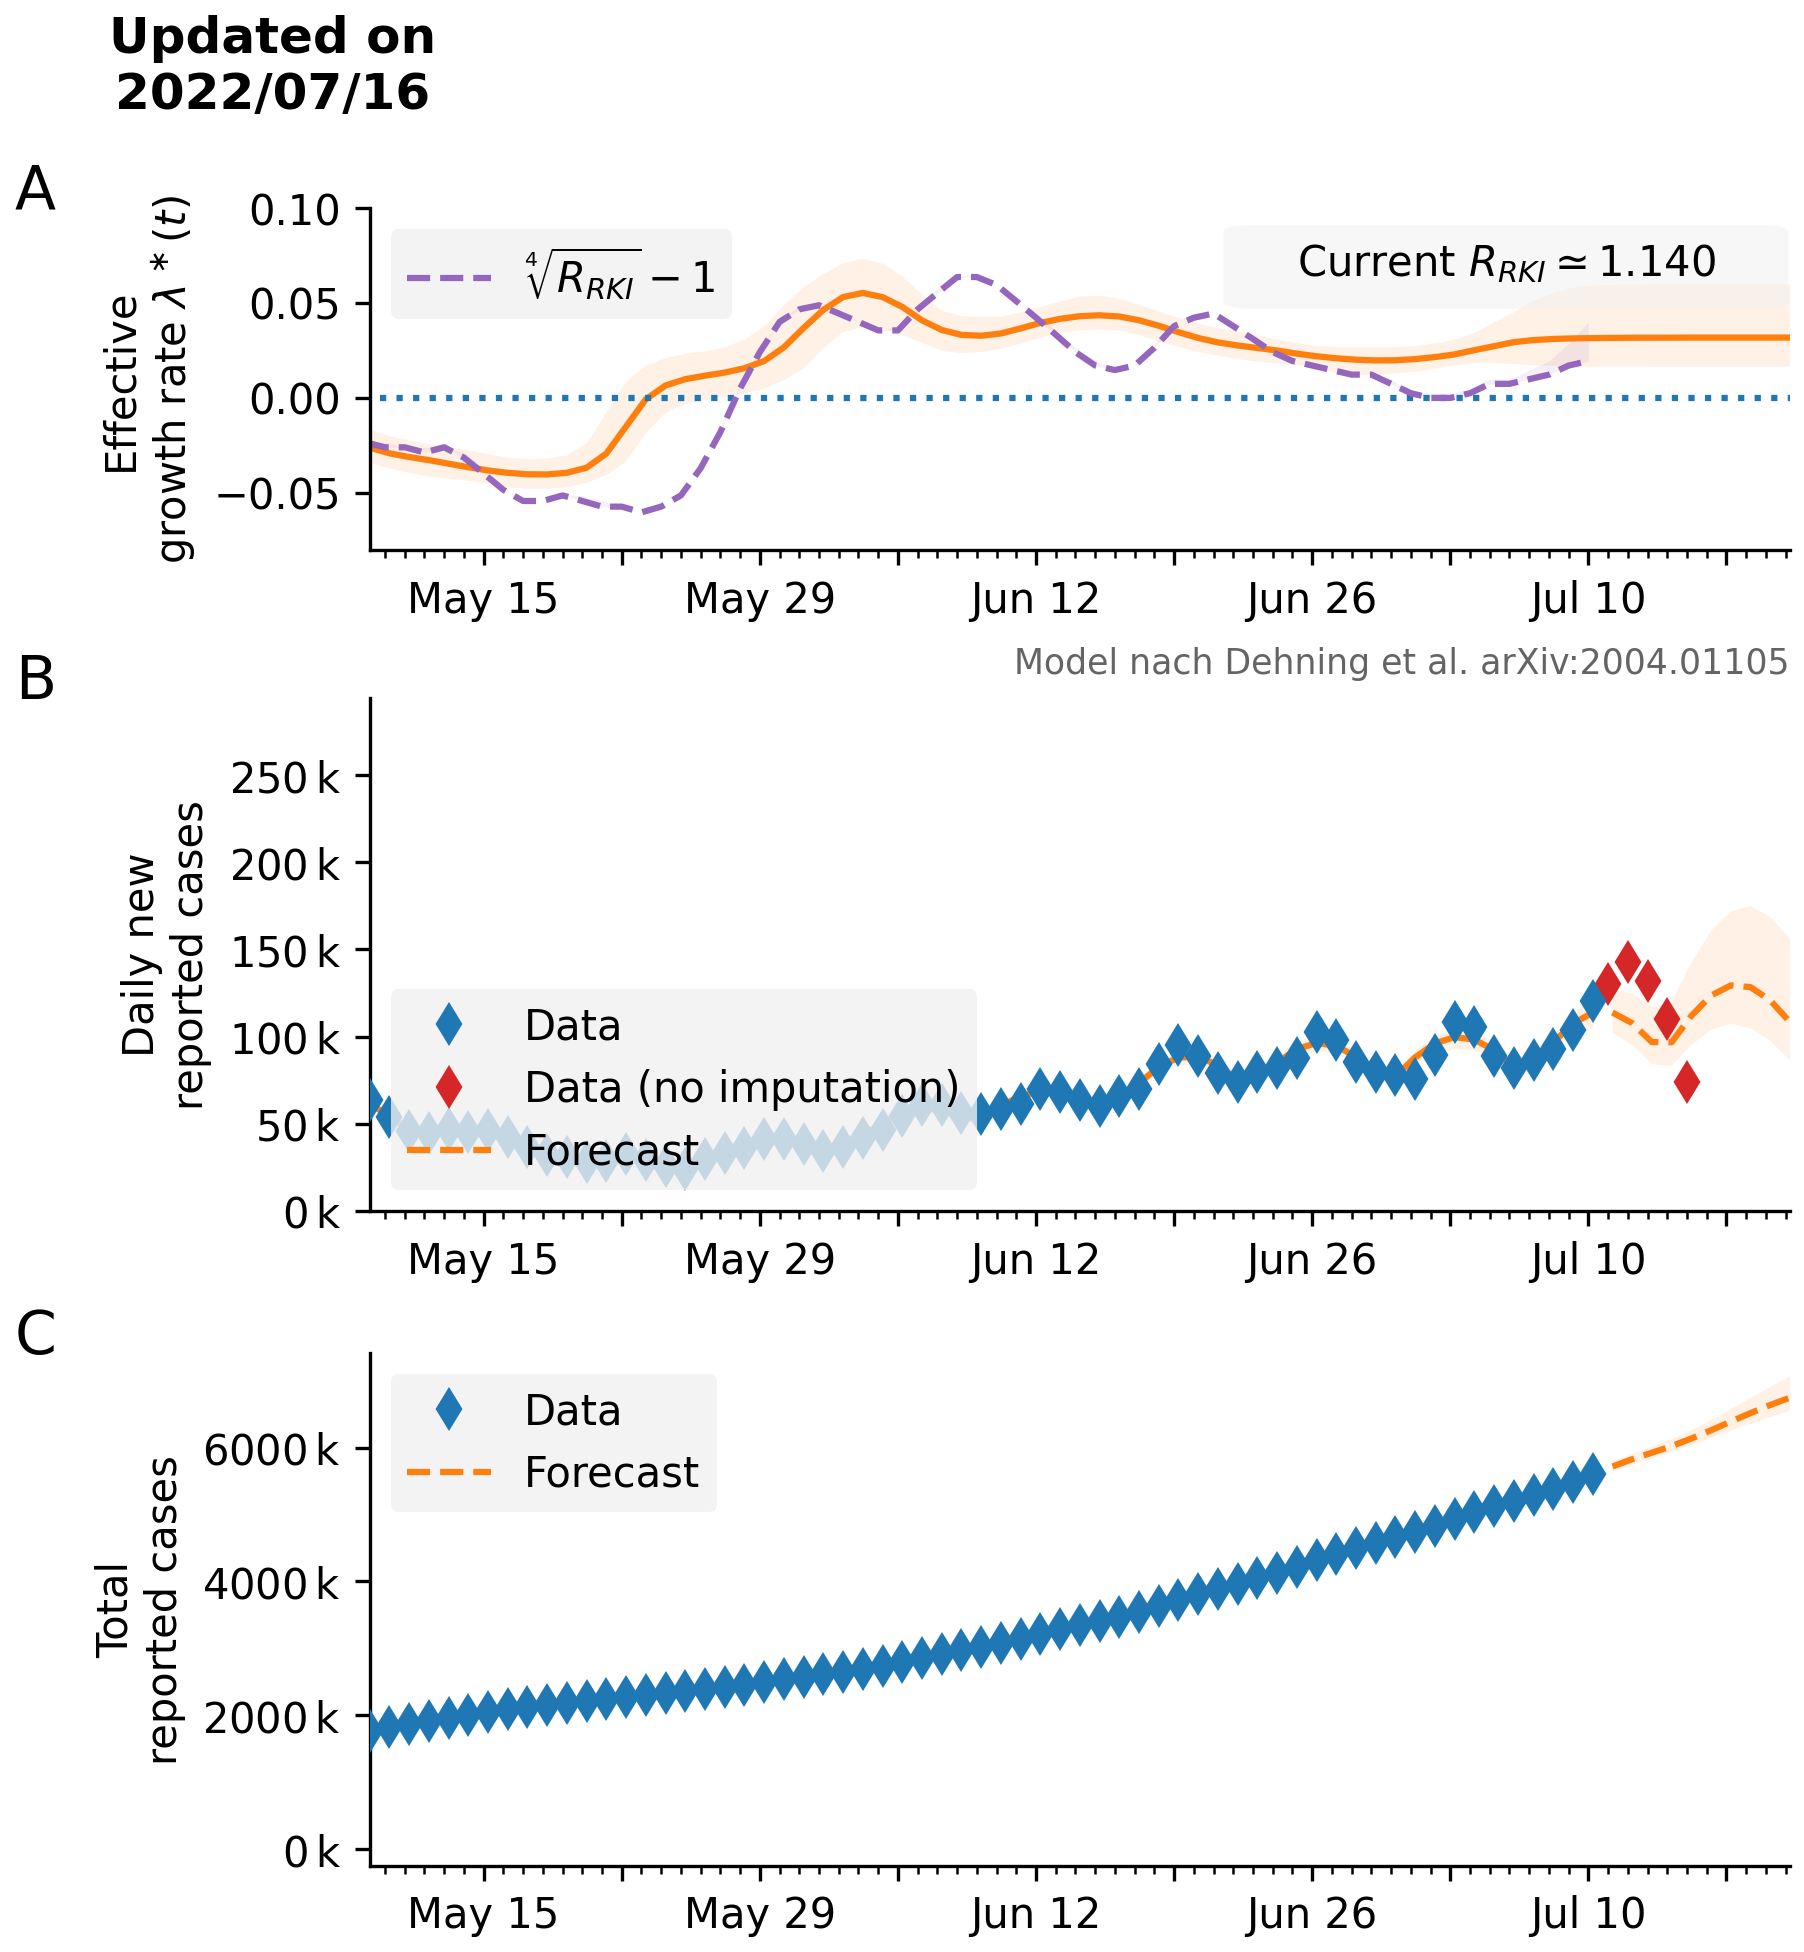 Updated on
2022/07/16
A
Effective
growth rate λ * (t)
0.10
0.05
0.00
−0.05
∜R_RKI − 1
Current R_RKI ≃ 1.140
May 15
May 29
Jun 12
Jun 26
Jul 10
Model nach Dehning et al. arXiv:2004.01105
B
Daily new
reported cases
250 k
200 k
150 k
100 k
50 k
0 k
Data
Data (no imputation)
Forecast
May 15
May 29
Jun 12
Jun 26
Jul 10
C
Total
reported cases
6000 k
4000 k
2000 k
0 k
Data
Forecast
May 15
May 29
Jun 12
Jun 26
Jul 10